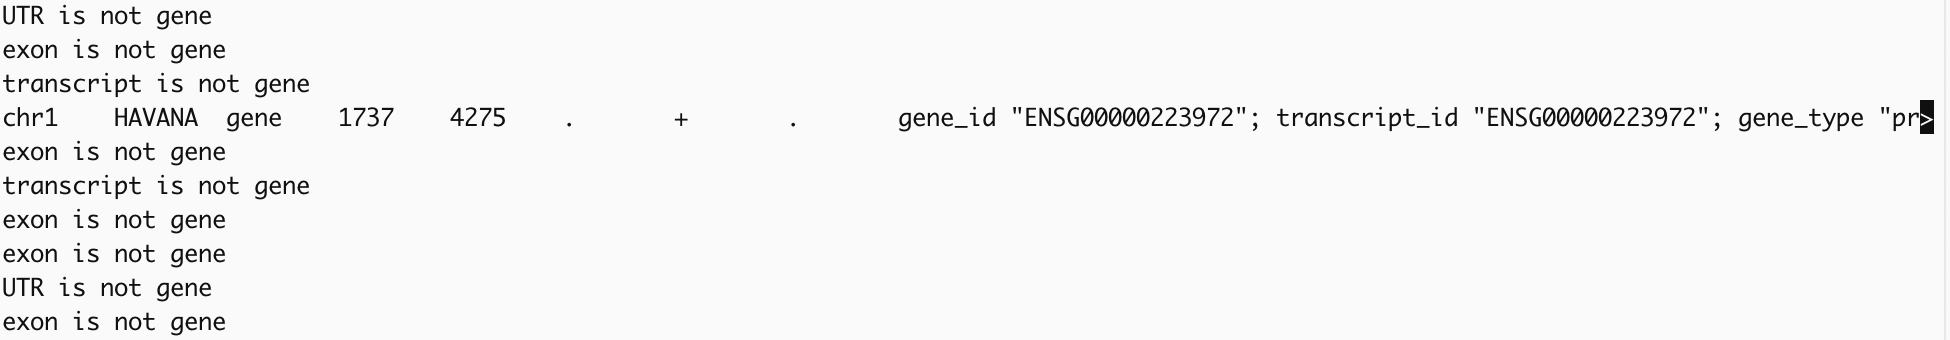 UTR is not gene
exon is not gene
transcript is not gene
chr1    HAVANA  gene    1737    4275    .       +       .       gene_id "ENSG00000223972"; transcript_id "ENSG00000223972"; gene_type "pr>
exon is not gene
transcript is not gene
exon is not gene
exon is not gene
UTR is not gene
exon is not gene